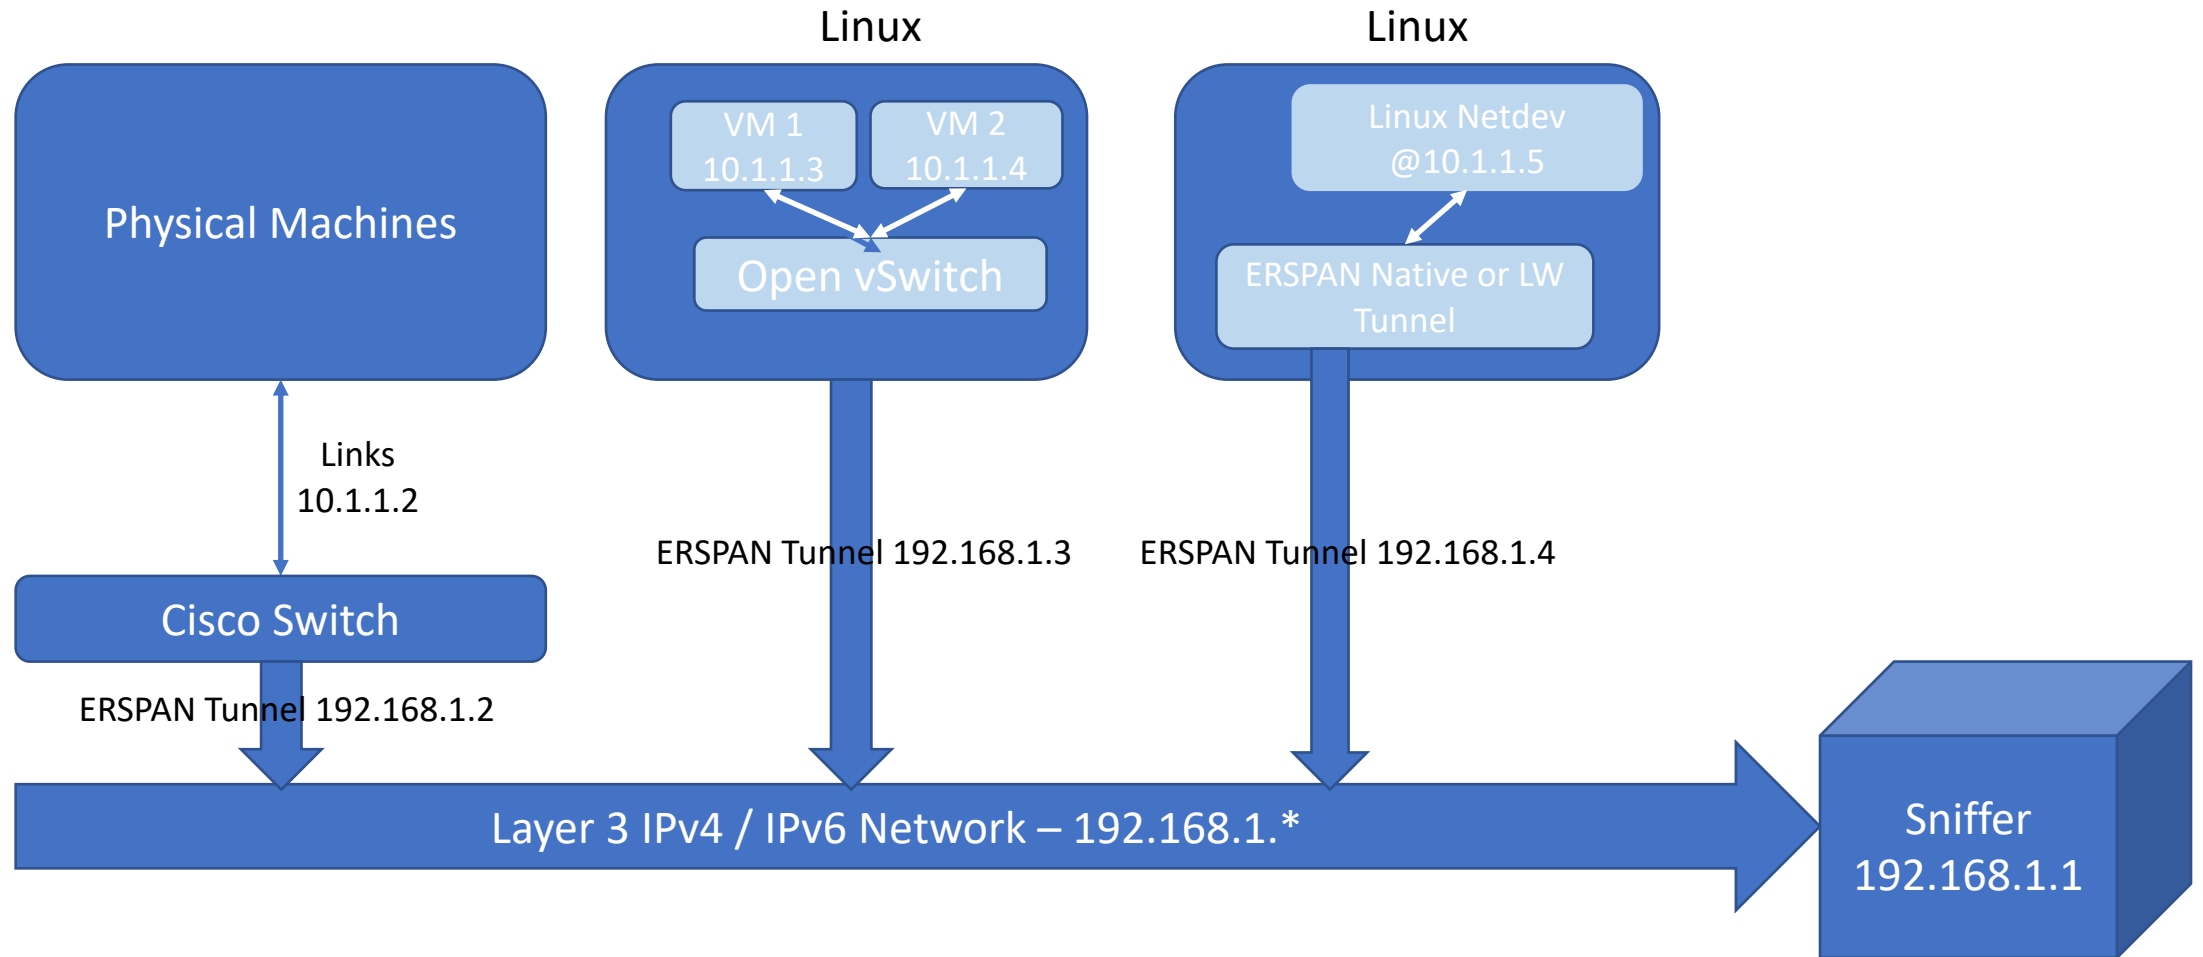 Linux
Linux
Physical Machines
VM 1
10.1.1.3
VM 2
10.1.1.4
Open vSwitch
Linux Netdev
@10.1.1.5
ERSPAN Native or LW
Tunnel
Links
10.1.1.2
ERSPAN Tunnel 192.168.1.3
ERSPAN Tunnel 192.168.1.4
Cisco Switch
ERSPAN Tunnel 192.168.1.2
Layer 3 IPv4 / IPv6 Network – 192.168.1.*
Sniffer
192.168.1.1